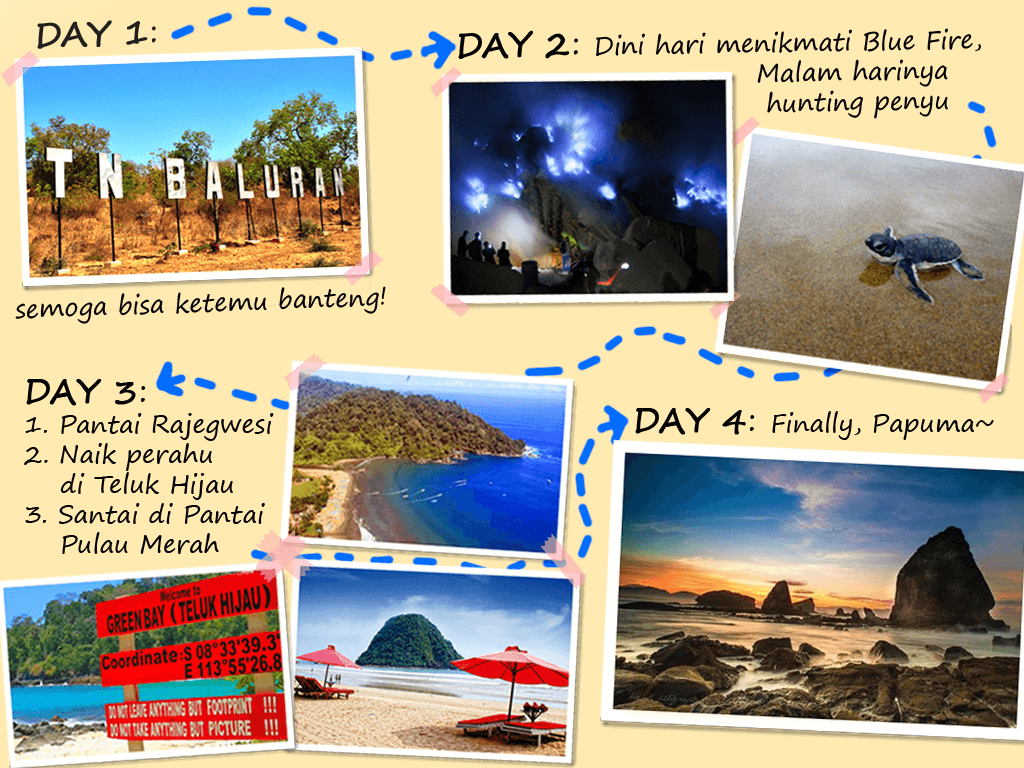 DAY 1:
TN BALURAN
semoga bisa ketemu banteng!
DAY 2: Dini hari menikmati Blue Fire,
Malam harinya
hunting penyu
DAY 3:
1. Pantai Rajegwesi
2. Naik perahu
di Teluk Hijau
3. Santai di Pantai
Pulau Merah
Welcome to
GREEN BAY (TELUK HIJAU)
Coordinate: S 08°33'39.3"
E 113°55'26.8
DO NOT LEAVE ANYTHING BUT FOOTPRINT !!!
DO NOT TAKE ANYTHING BUT PICTURE !!!
DAY 4: Finally, Papuma~